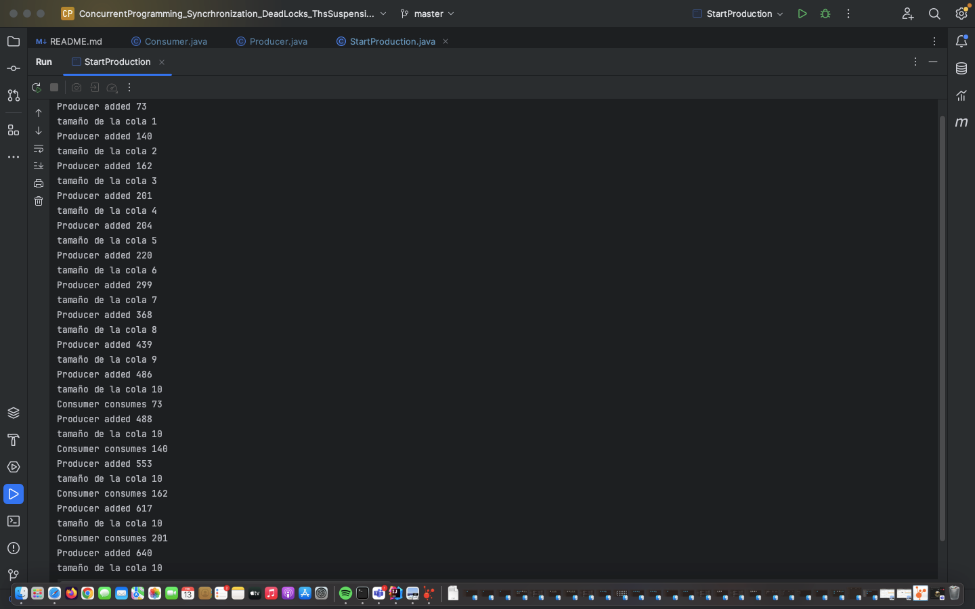 CP ConcurrentProgramming_Syncrhronization_DeadLocks_ThsSuspensi... master StartProduction
M↓ README.md Consumer.java Producer.java StartProduction.java
Run StartProduction
Producer added 73
tamaño de la cola 1
Producer added 140
tamaño de la cola 2
Producer added 162
tamaño de la cola 3
Producer added 201
tamaño de la cola 4
Producer added 204
tamaño de la cola 5
Producer added 220
tamaño de la cola 6
Producer added 299
tamaño de la cola 7
Producer added 368
tamaño de la cola 8
Producer added 439
tamaño de la cola 9
Producer added 486
tamaño de la cola 10
Consumer consumes 73
Producer added 488
tamaño de la cola 10
Consumer consumes 140
Producer added 553
tamaño de la cola 10
Consumer consumes 162
Producer added 617
tamaño de la cola 10
Consumer consumes 201
Producer added 640
tamaño de la cola 10